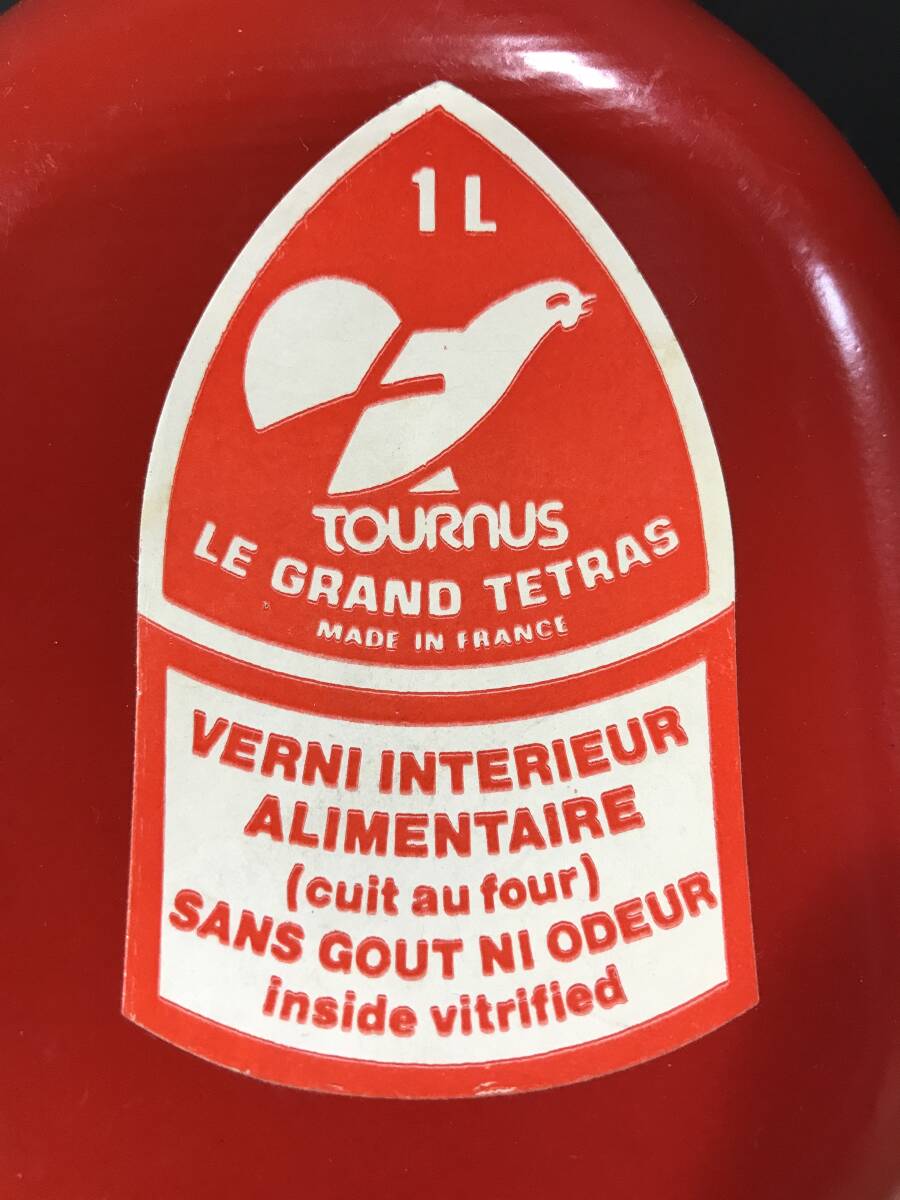 1 L
TOURNUS
LE GRAND TETRAS
MADE IN FRANCE
VERNI INTERIEUR
ALIMENTAIRE
(cuit au four)
SANS GOUT NI ODEUR
inside vitrified